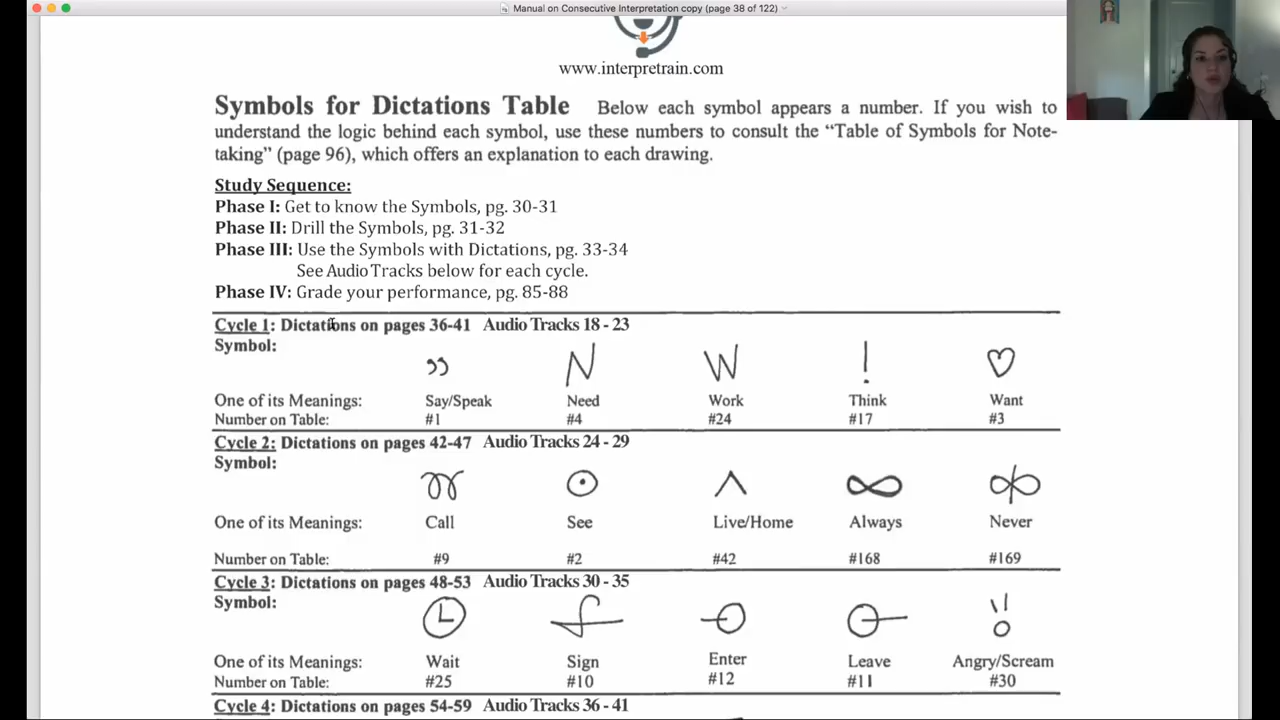 Manual on Consecutive Interpretation copy (page 38 of 122)
www.interpretrain.com
Symbols for Dictations Table Below each symbol appears a number. If you wish to
understand the logic behind each symbol, use these numbers to consult the “Table of Symbols for Note-
taking” (page 96), which offers an explanation to each drawing.
Study Sequence:
Phase I: Get to know the Symbols, pg. 30-31
Phase II: Drill the Symbols, pg. 31-32
Phase III: Use the Symbols with Dictations, pg. 33-34
See Audio Tracks below for each cycle.
Phase IV: Grade your performance, pg. 85-88
Cycle 1: Dictations on pages 36-41 Audio Tracks 18 - 23
Symbol:
N W !
One of its Meanings: Say/Speak Need Work Think Want
Number on Table: #1 #4 #24 #17 #3
Cycle 2: Dictations on pages 42-47 Audio Tracks 24 - 29
Symbol:
One of its Meanings: Call See Live/Home Always Never
Number on Table: #9 #2 #42 #168 #169
Cycle 3: Dictations on pages 48-53 Audio Tracks 30 - 35
Symbol:
One of its Meanings: Wait Sign Enter Leave Angry/Scream
Number on Table: #25 #10 #12 #11 #30
Cycle 4: Dictations on pages 54-59 Audio Tracks 36 - 41